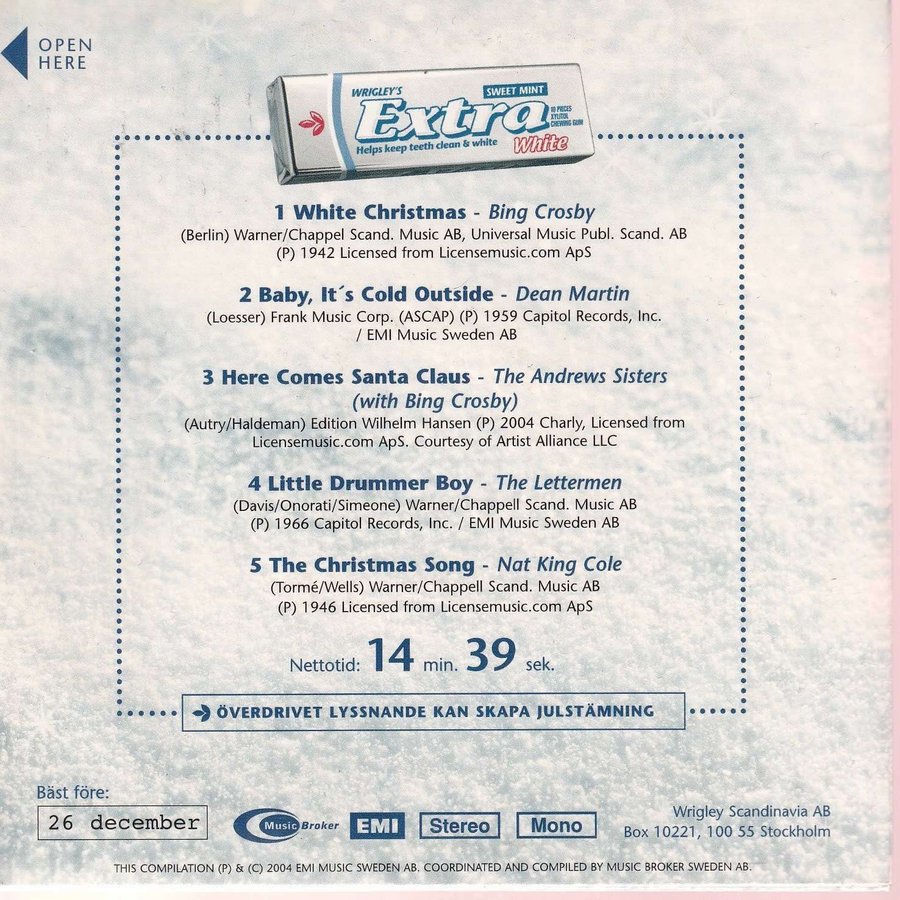 OPEN
HERE
WRIGLEY'S
SWEET MINT
Extra
10 PIECES
XYLITOL
CHEWING GUM
Helps keep teeth clean & white
White
1 White Christmas - Bing Crosby
(Berlin) Warner/Chappel Scand. Music AB, Universal Music Publ. Scand. AB
(P) 1942 Licensed from Licensemusic.com ApS
2 Baby, It´s Cold Outside - Dean Martin
(Loesser) Frank Music Corp. (ASCAP) (P) 1959 Capitol Records, Inc.
/ EMI Music Sweden AB
3 Here Comes Santa Claus - The Andrews Sisters
(with Bing Crosby)
(Autry/Haldeman) Edition Wilhelm Hansen (P) 2004 Charly, Licensed from
Licensemusic.com ApS. Courtesy of Artist Alliance LLC
4 Little Drummer Boy - The Lettermen
(Davis/Onorati/Simeone) Warner/Chappell Scand. Music AB
(P) 1966 Capitol Records, Inc. / EMI Music Sweden AB
5 The Christmas Song - Nat King Cole
(Tormé/Wells) Warner/Chappell Scand. Music AB
(P) 1946 Licensed from Licensemusic.com ApS
Nettotid: 14 min. 39 sek.
ÖVERDRIVET LYSSNANDE KAN SKAPA JULSTÄMNING
Bäst före:
26 december
Music Broker
EMI
Stereo
Mono
Wrigley Scandinavia AB
Box 10221, 100 55 Stockholm
THIS COMPILATION (P) & (C) 2004 EMI MUSIC SWEDEN AB. COORDINATED AND COMPILED BY MUSIC BROKER SWEDEN AB.